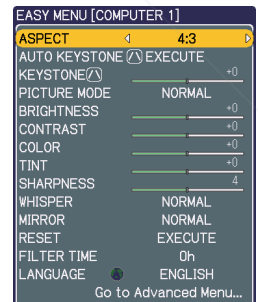 EASY MENU [COMPUTER 1]
ASPECT 4:3
AUTO KEYSTONE EXECUTE
KEYSTONE +0
PICTURE MODE NORMAL
BRIGHTNESS +0
CONTRAST +0
COLOR +0
TINT +0
SHARPNESS 4
WHISPER NORMAL
MIRROR NORMAL
RESET EXECUTE
FILTER TIME 0h
LANGUAGE ENGLISH
Go to Advanced Menu...